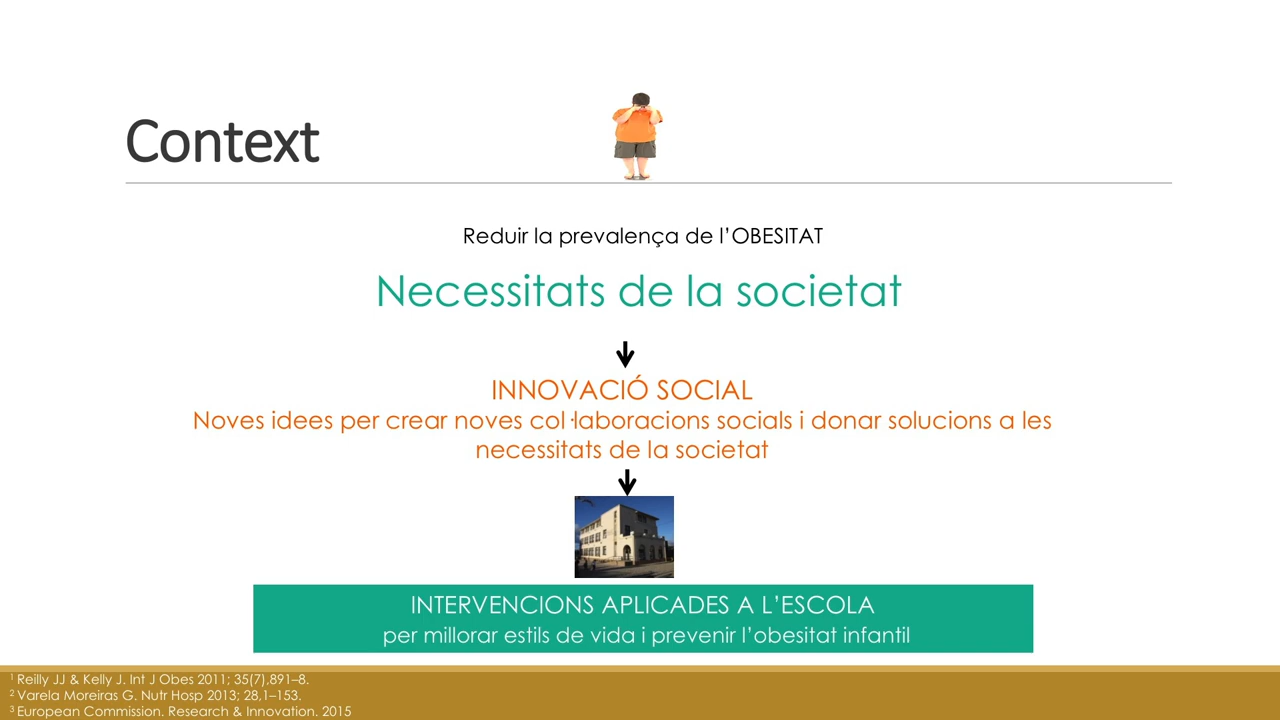 Context
Reduir la prevalença de l’OBESITAT
Necessitats de la societat
INNOVACIÓ SOCIAL
Noves idees per crear noves col·laboracions socials i donar solucions a les
necessitats de la societat
INTERVENCIONS APLICADES A L’ESCOLA
per millorar estils de vida i prevenir l’obesitat infantil
1 Reilly JJ & Kelly J. Int J Obes 2011; 35(7),891–8.
2 Varela Moreiras G. Nutr Hosp 2013; 28,1–153.
3 European Commission. Research & Innovation. 2015